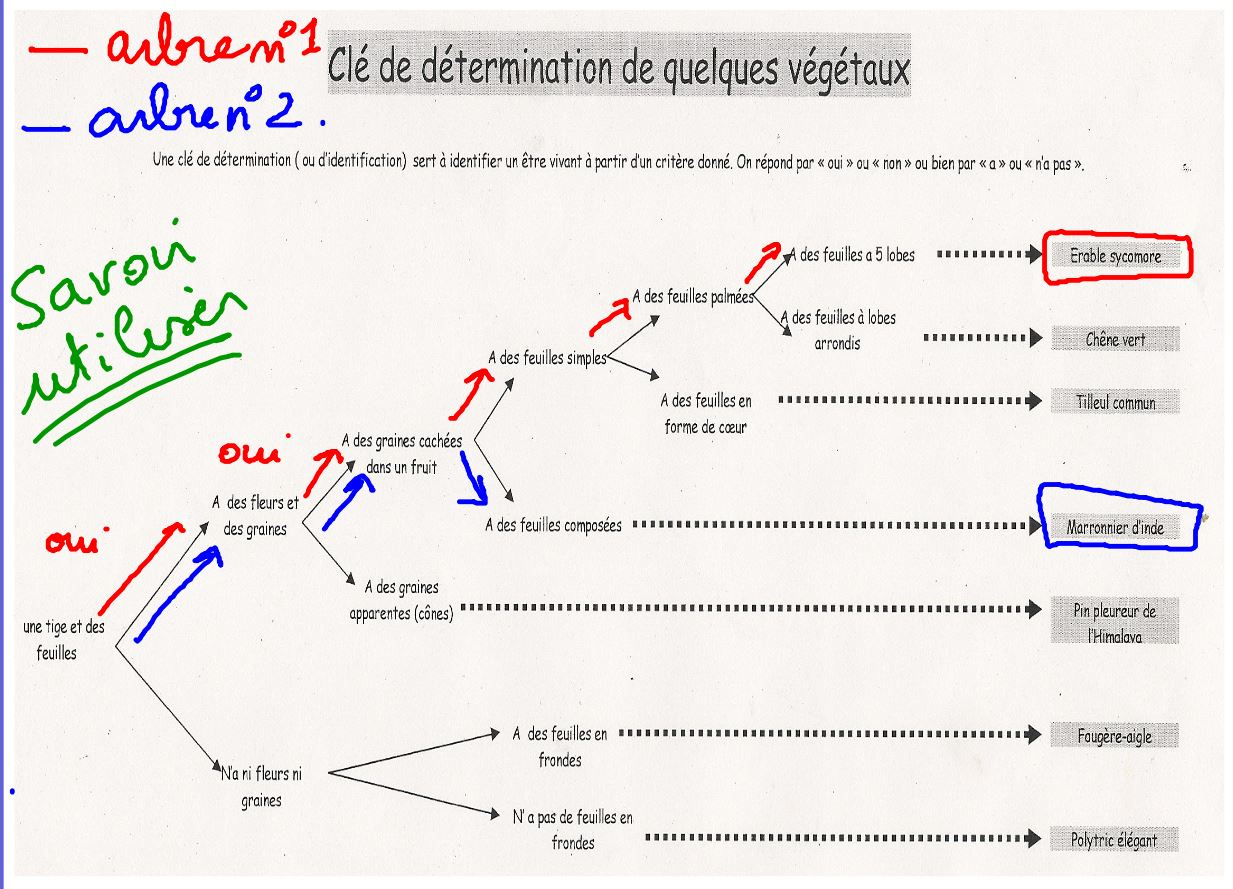 — arbre n°1
Clé de détermination de quelques végétaux
— arbre n°2.
Une clé de détermination ( ou d'identification) sert à identifier un être vivant à partir d'un critère donné. On répond par « oui » ou « non » ou bien par « a » ou « n'a pas ».
Savoir
utiliser
A des feuilles a 5 lobes
Erable sycomore
A des feuilles palmées
A des feuilles à lobes
arrondis
Chêne vert
A des feuilles simples
A des feuilles en
forme de cœur
Tilleul commun
oui
A des graines cachées
dans un fruit
A des fleurs et
des graines
A des feuilles composées
Marronnier d'inde
oui
A des graines
apparentes (cônes)
Pin pleureur de
l'Himalaya
une tige et des
feuilles
A des feuilles en
frondes
Fougère-aigle
N'a ni fleurs ni
graines
N' a pas de feuilles en
frondes
Polytric élégant